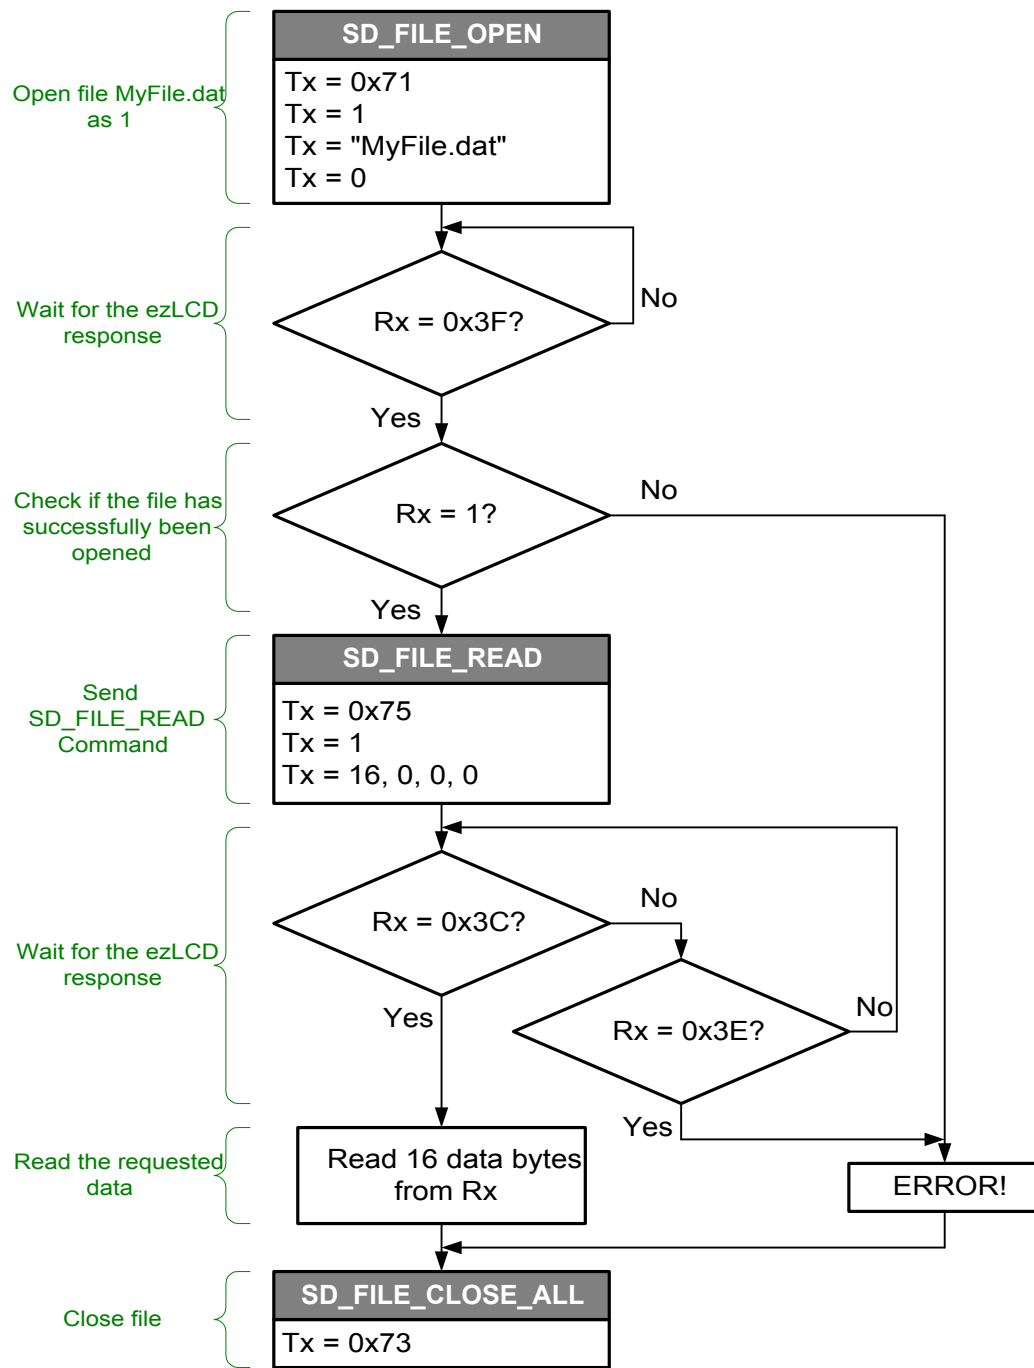 SD_FILE_OPEN
Open file MyFile.dat
as 1
Tx = 0x71
Tx = 1
Tx = "MyFile.dat"
Tx = 0
Wait for the ezLCD
response
Rx = 0x3F?
No
Yes
Check if the file has
successfully been
opened
Rx = 1?
No
Yes
SD_FILE_READ
Send
SD_FILE_READ
Command
Tx = 0x75
Tx = 1
Tx = 16, 0, 0, 0
Wait for the ezLCD
response
Rx = 0x3C?
No
Yes
Rx = 0x3E?
No
Yes
Read the requested
data
Read 16 data bytes
from Rx
ERROR!
SD_FILE_CLOSE_ALL
Close file
Tx = 0x73